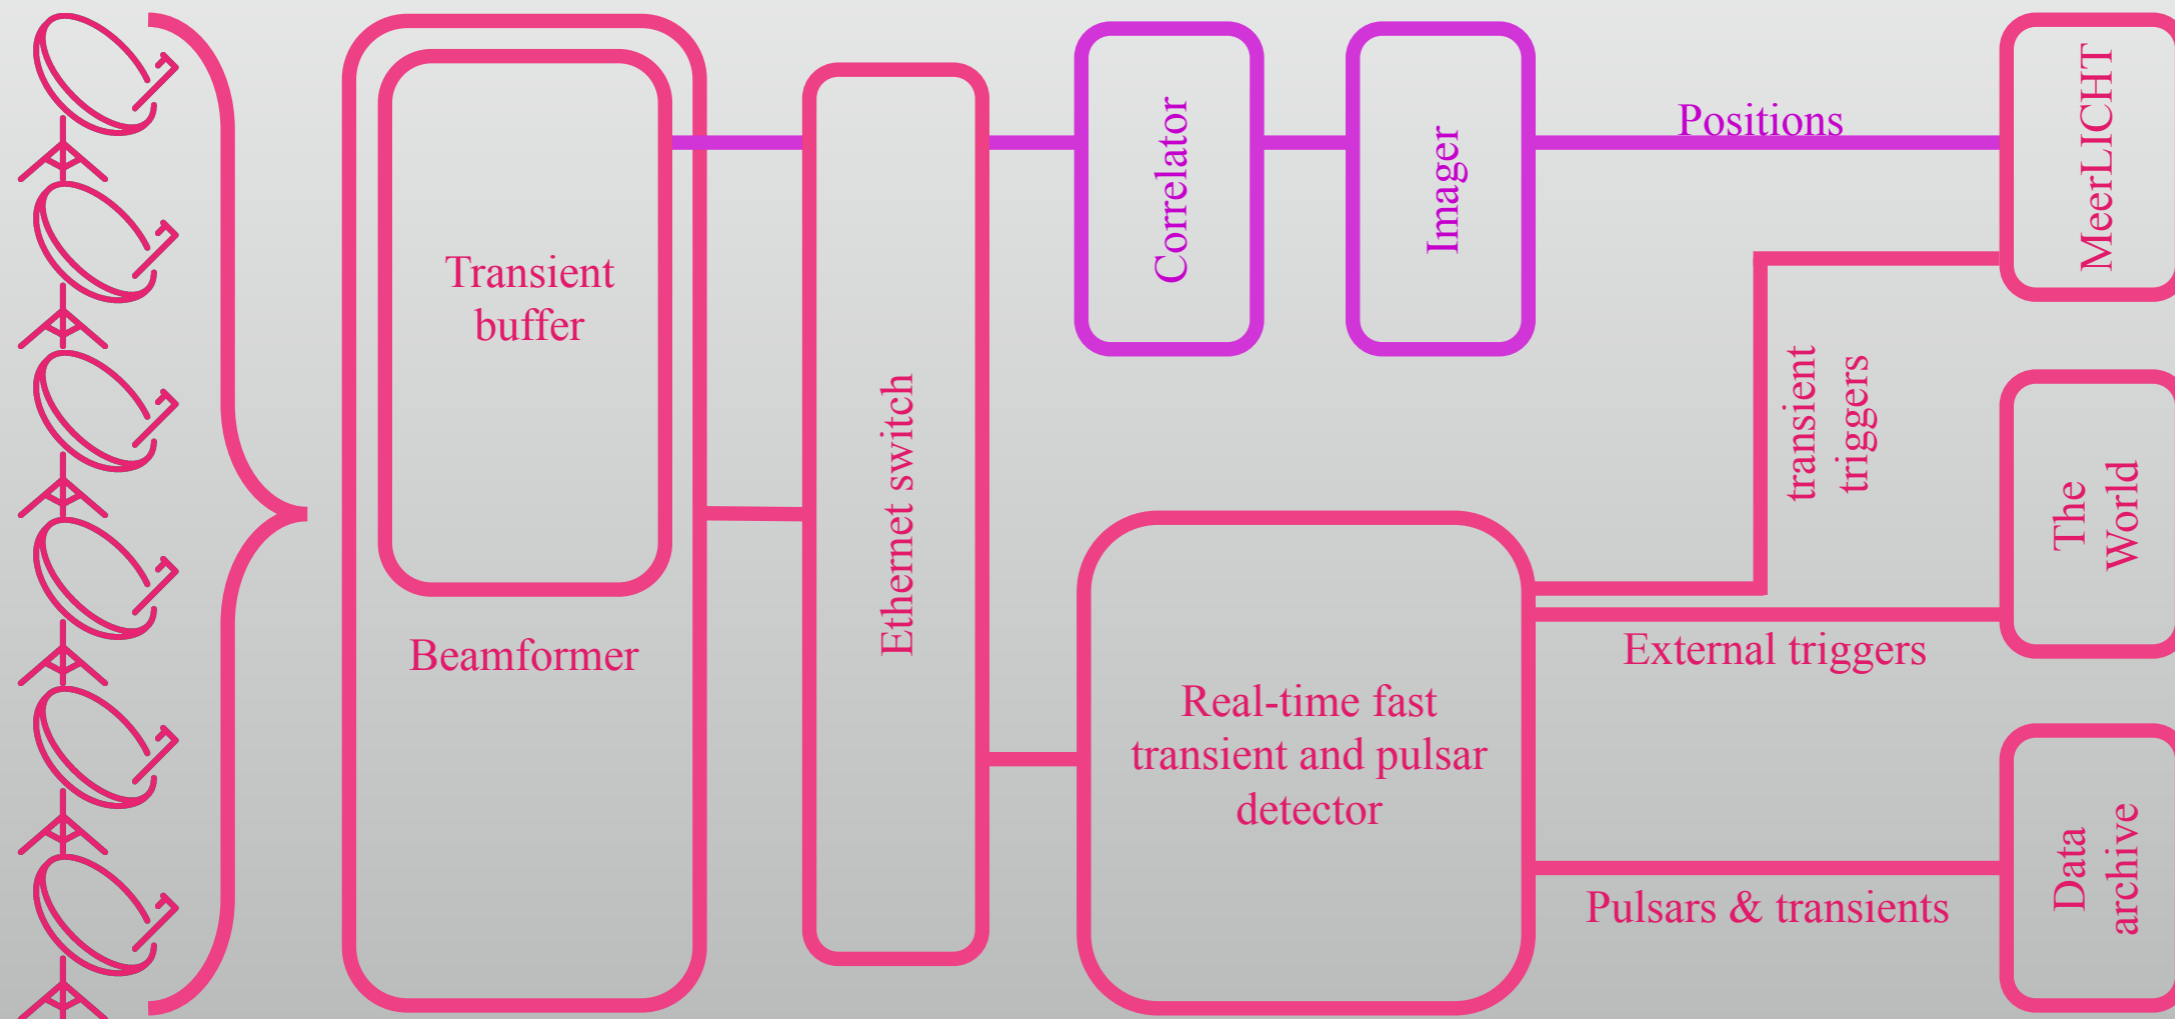 Transient
buffer
Beamformer
Ethernet switch
Correlator
Imager
Positions
MeerLICHT
transient
triggers
The
World
External triggers
Real-time fast
transient and pulsar
detector
Pulsars & transients
Data
archive